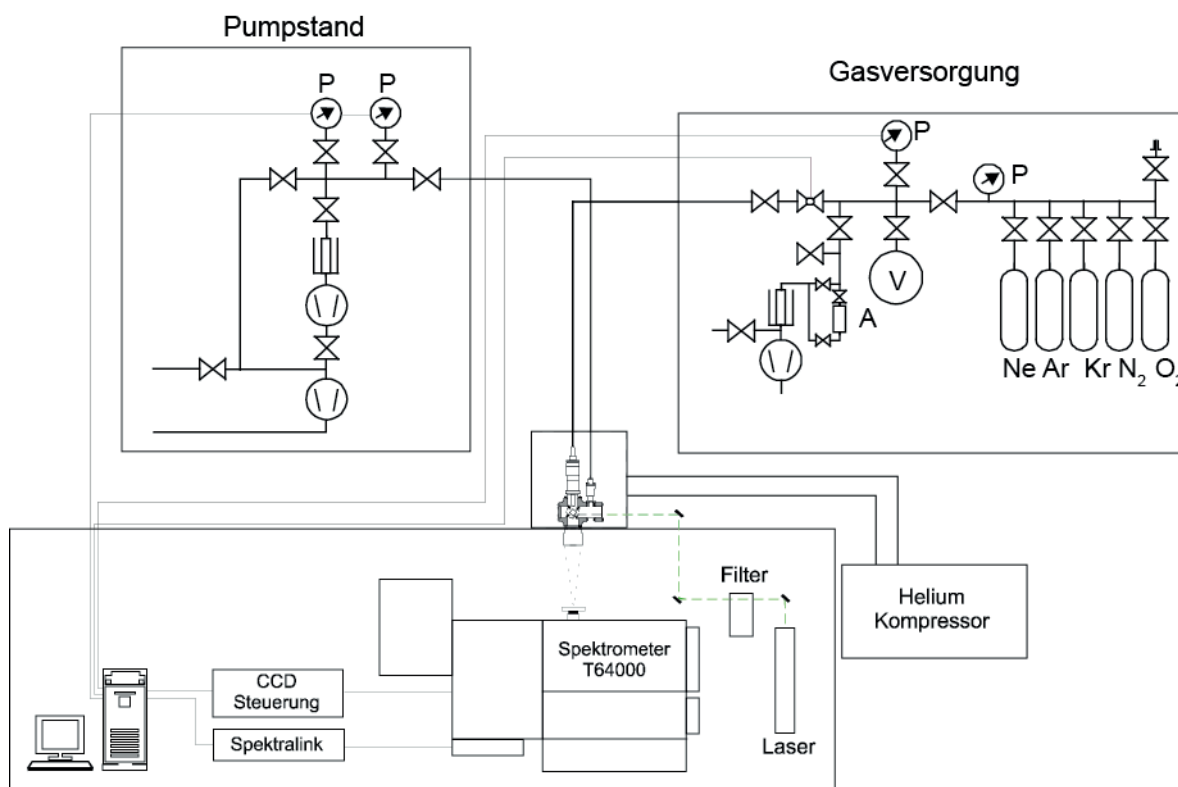 Pumpstand
P P
Gasversorgung
P
P
V
A
Ne Ar Kr N₂ O₂
Filter
Helium
Kompressor
Spektrometer
T64000
CCD
Steuerung
Spektralink
Laser